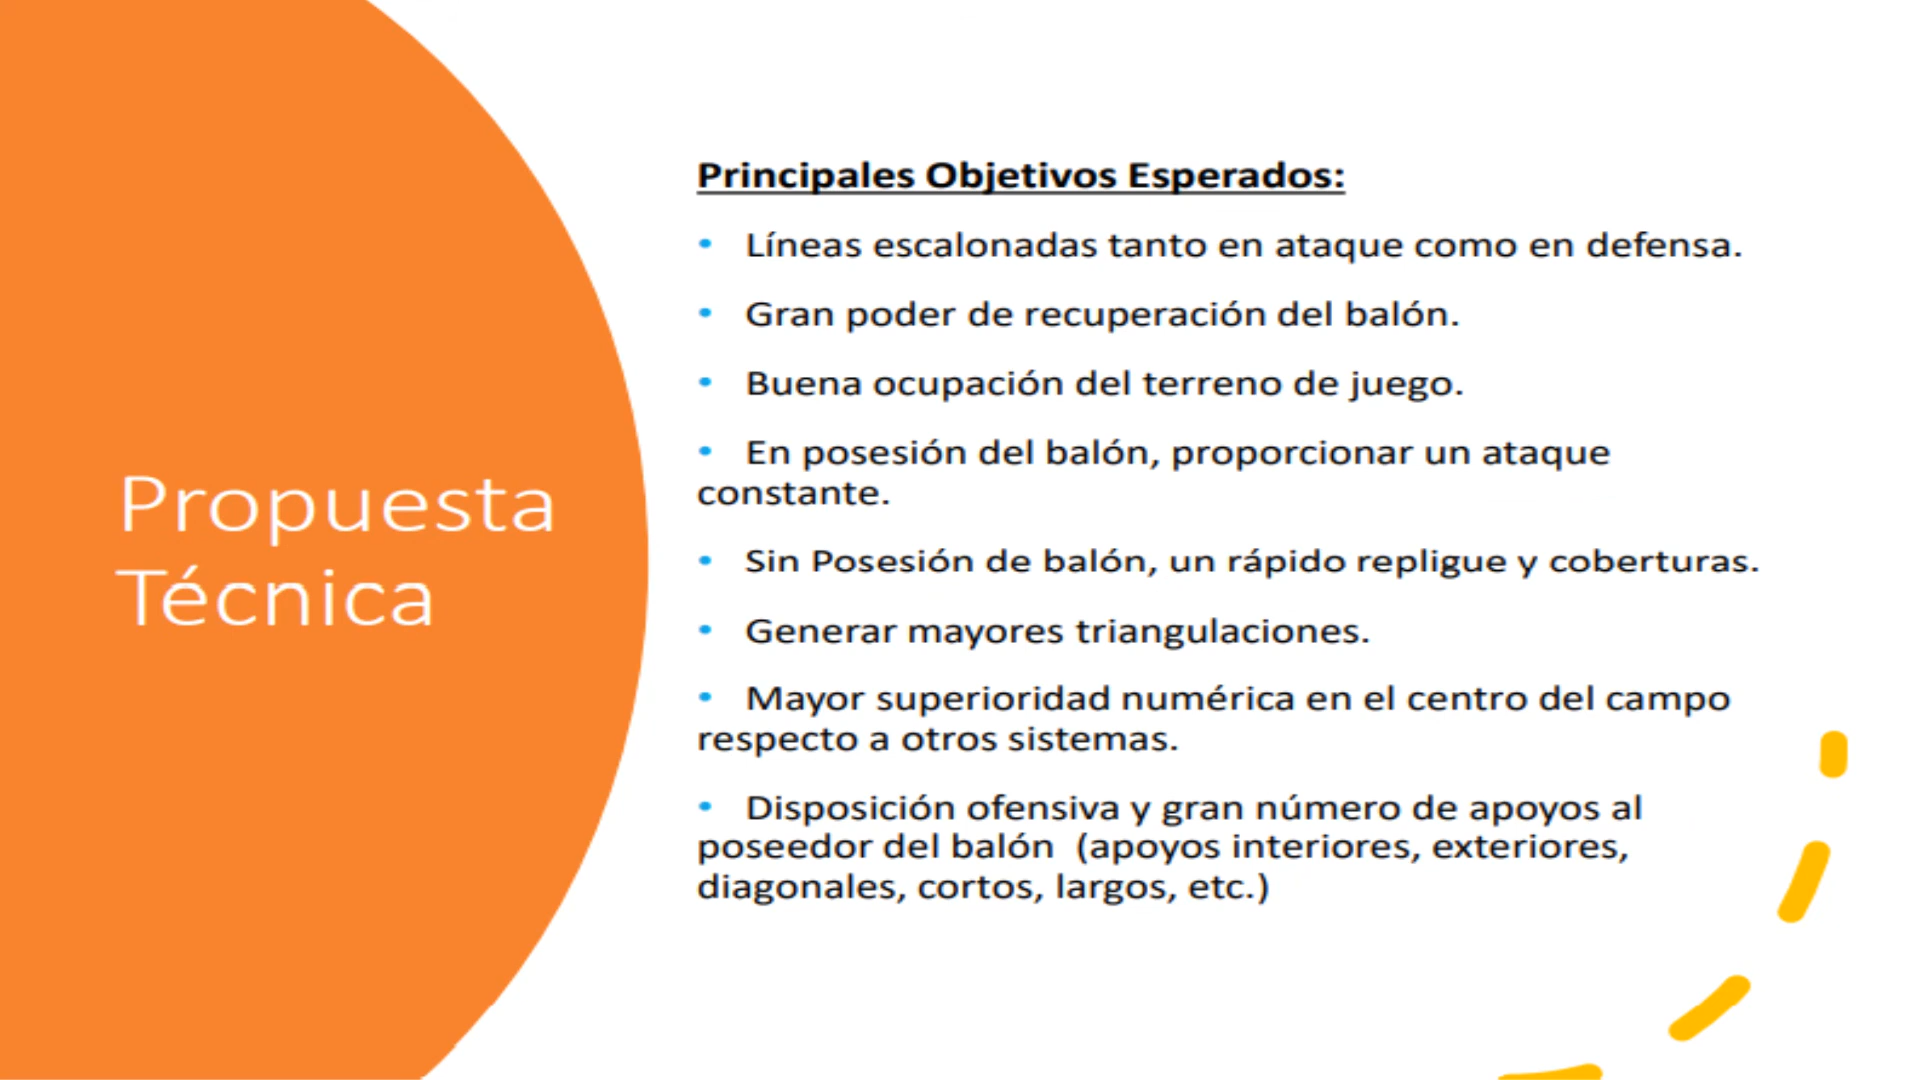 Propuesta
Técnica
Principales Objetivos Esperados:
• Líneas escalonadas tanto en ataque como en defensa.
• Gran poder de recuperación del balón.
• Buena ocupación del terreno de juego.
• En posesión del balón, proporcionar un ataque
constante.
• Sin Posesión de balón, un rápido repligue y coberturas.
• Generar mayores triangulaciones.
• Mayor superioridad numérica en el centro del campo
respecto a otros sistemas.
• Disposición ofensiva y gran número de apoyos al
poseedor del balón (apoyos interiores, exteriores,
diagonales, cortos, largos, etc.)